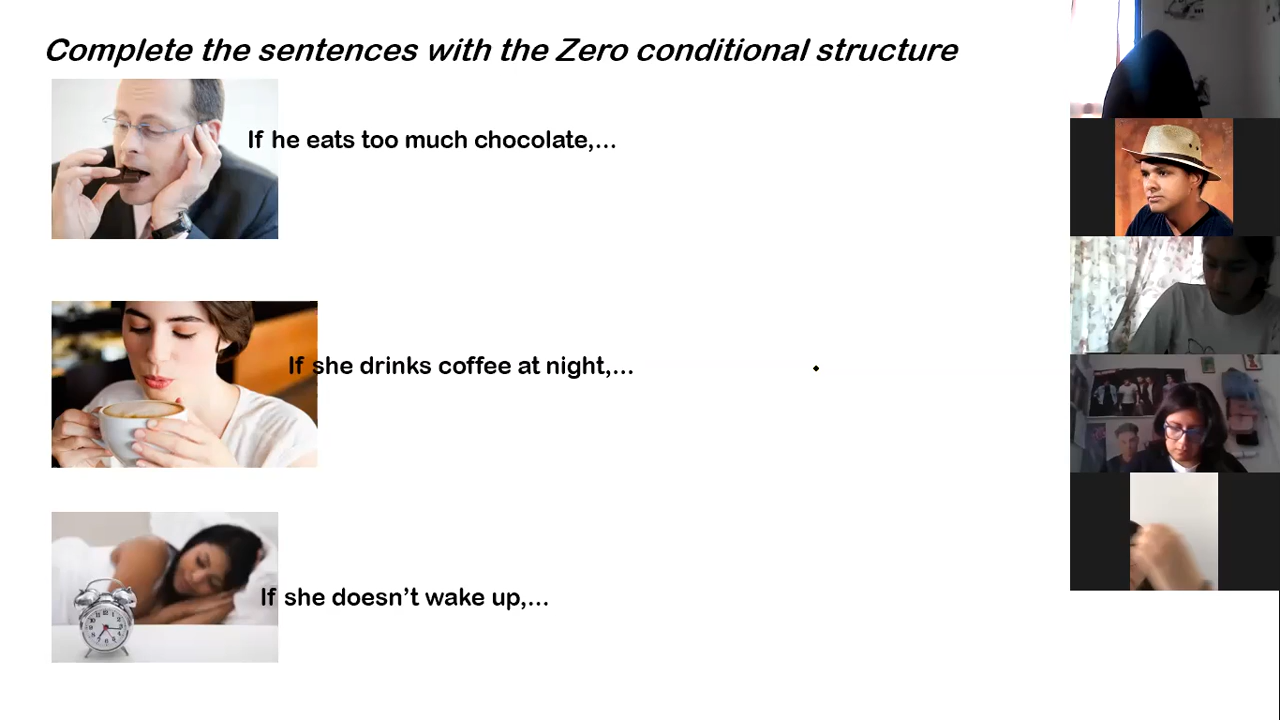 Complete the sentences with the Zero conditional structure
If he eats too much chocolate,...
If she drinks coffee at night,...
If she doesn’t wake up,...